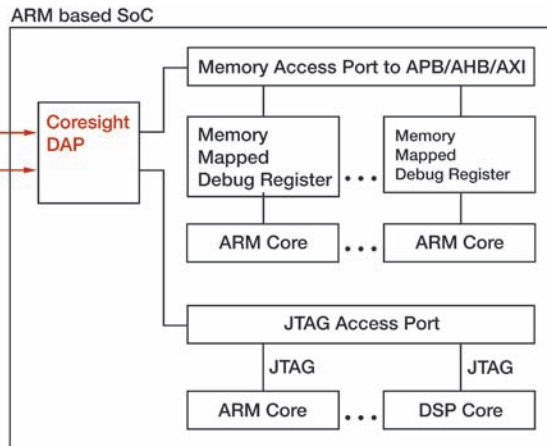 ARM based SoC
Memory Access Port to APB/AHB/AXI
Coresight
DAP
Memory
Mapped
Debug Register
Memory
Mapped
Debug Register
ARM Core
ARM Core
JTAG Access Port
JTAG
JTAG
ARM Core
DSP Core